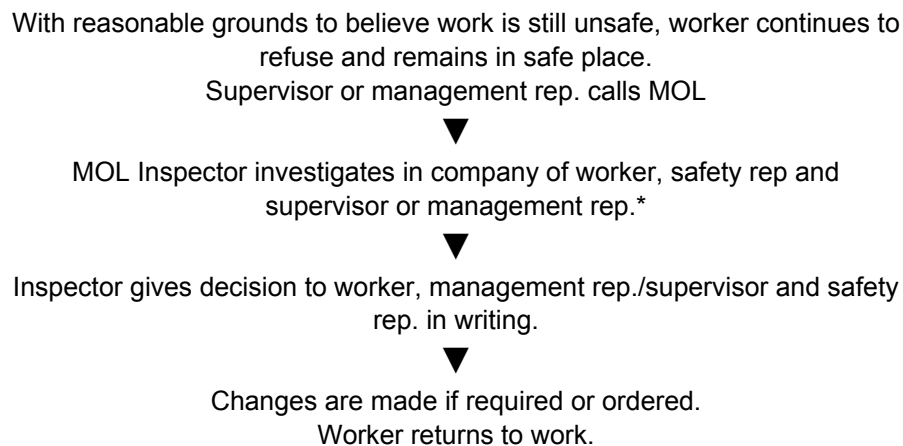 With reasonable grounds to believe work is still unsafe, worker continues to
refuse and remains in safe place.
Supervisor or management rep. calls MOL
MOL Inspector investigates in company of worker, safety rep and
supervisor or management rep.*
Inspector gives decision to worker, management rep./supervisor and safety
rep. in writing.
Changes are made if required or ordered.
Worker returns to work.